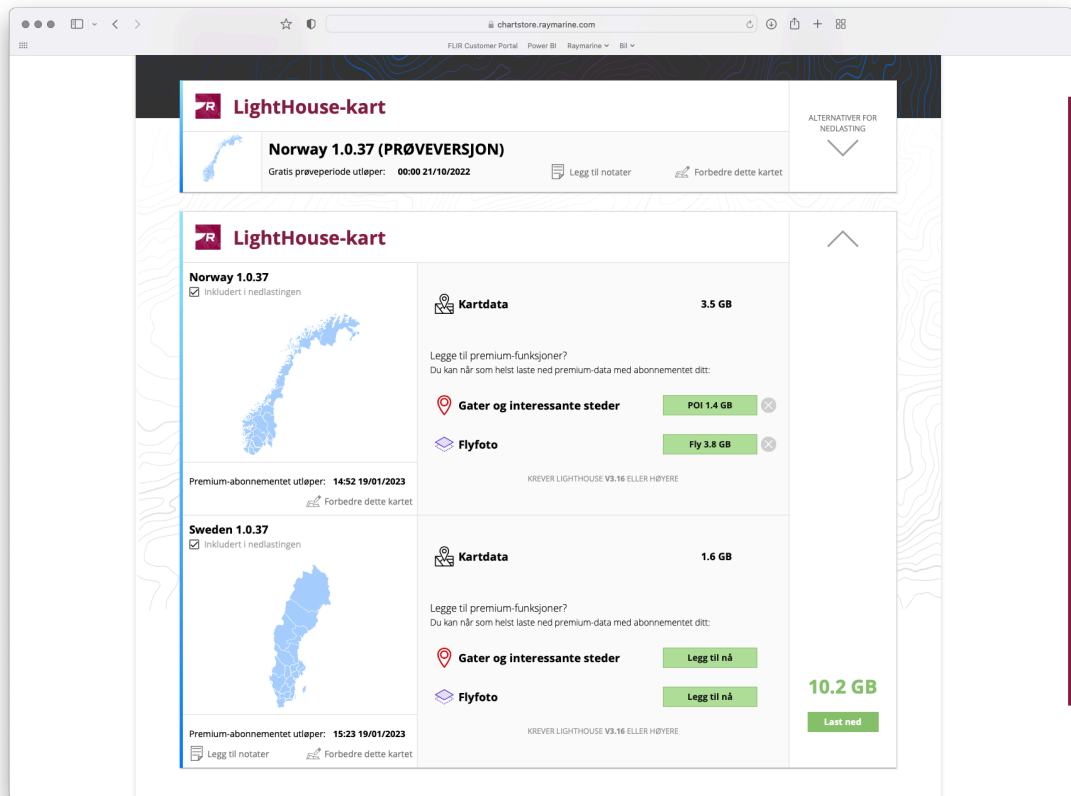 chartstore.raymarine.com
FLIR Customer Portal Power BI Raymarine Bil
LightHouse-kart
ALTERNATIVER FOR
NEDLASTING
Norway 1.0.37 (PRØVEVERSJON)
Gratis prøveperiode utløper: 00:00 21/10/2022
Legg til notater
Forbedre dette kartet
LightHouse-kart
Norway 1.0.37
Inkludert i nedlastingen
Kartdata 3.5 GB
Legge til premium-funksjoner?
Du kan når som helst laste ned premium-data med abonnementet ditt:
Gater og interessante steder POI 1.4 GB
Flyfoto Fly 3.8 GB
KREVER LIGHTHOUSE V3.16 ELLER HØYERE
Premium-abonnementet utløper: 14:52 19/01/2023
Forbedre dette kartet
Sweden 1.0.37
Inkludert i nedlastingen
Kartdata 1.6 GB
Legge til premium-funksjoner?
Du kan når som helst laste ned premium-data med abonnementet ditt:
Gater og interessante steder Legg til nå
Flyfoto Legg til nå
KREVER LIGHTHOUSE V3.16 ELLER HØYERE
Premium-abonnementet utløper: 15:23 19/01/2023
Legg til notater
Forbedre dette kartet
10.2 GB
Last ned